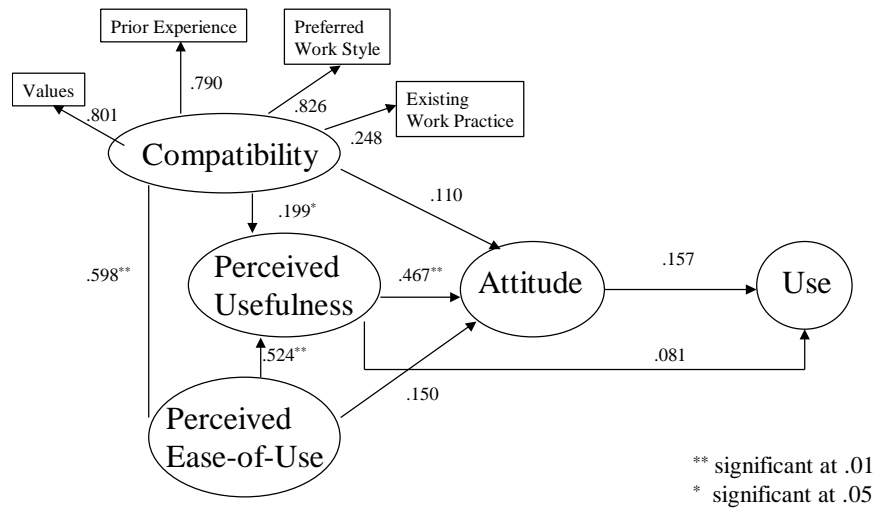 Prior Experience
Preferred
Work Style
Values
.790
.801
.826
Existing
Work Practice
.248
Compatibility
.110
.199*
.598**
Perceived
Usefulness
.467**
Attitude
.157
Use
.524**
.081
.150
Perceived
Ease-of-Use
** significant at .01
* significant at .05